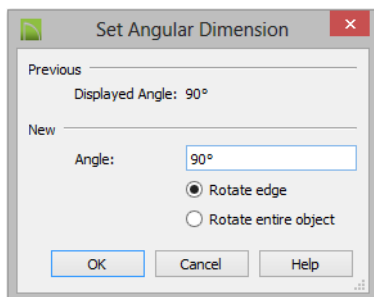 Set Angular Dimension
Previous
Displayed Angle: 90°
New
Angle: 90°
Rotate edge
Rotate entire object
OK Cancel Help